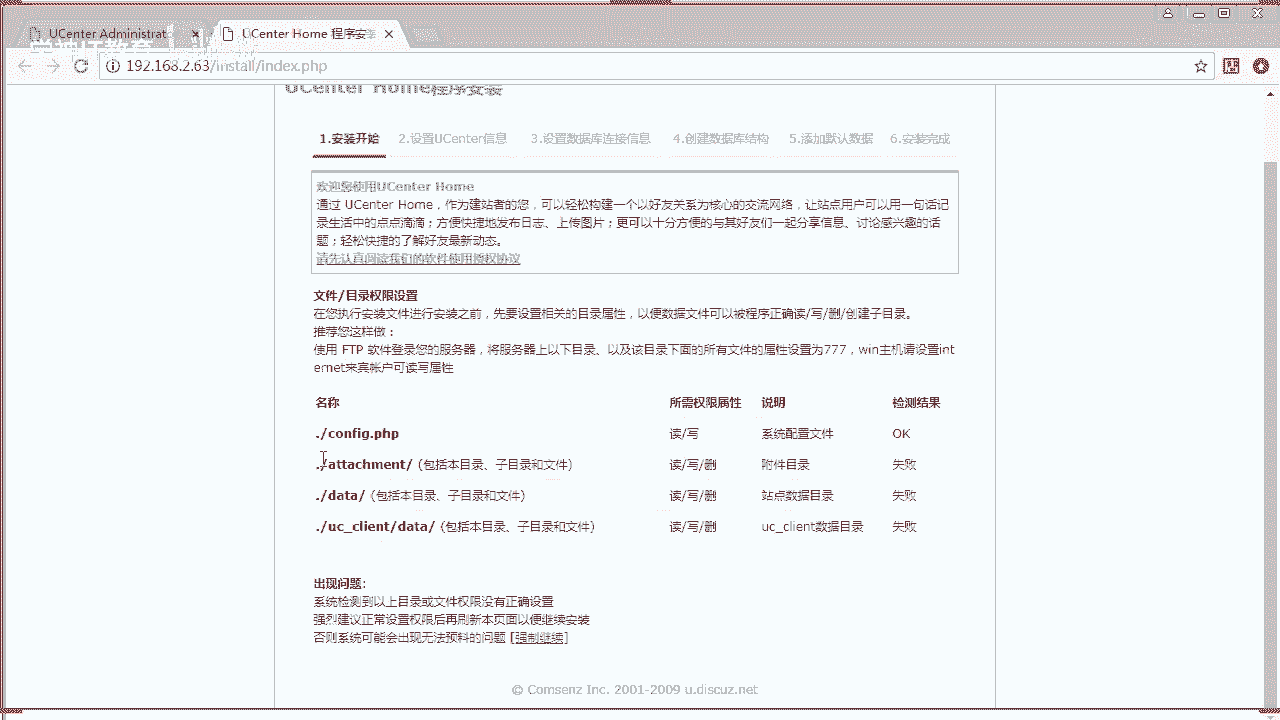 UCenter Administrat
UCenter Home 程序安装
192.168.2.63/install/index.php
UCenter Home程序安装
1.安装开始 2.设置UCenter信息 3.设置数据库连接信息 4.创建数据库结构 5.添加默认数据 6.安装完成
欢迎您使用UCenter Home
通过 UCenter Home，作为建站者的您，可以轻松构建一个以好友关系为核心的交流网络，让站点用户可以用一句话记
录生活中的点点滴滴；方便快捷地发布日志、上传图片；更可以十分方便的与其好友们一起分享信息、讨论感兴趣的话
题；轻松快捷的了解好友最新动态。
请先认真阅读我们的软件使用授权协议
文件/目录权限设置
在您执行安装文件进行安装之前，先要设置相关的目录属性，以便数据文件可以被程序正确读/写/删/创建子目录。
推荐您这样做：
使用 FTP 软件登录您的服务器，将服务器上以下目录、以及该目录下面的所有文件的属性设置为777，win主机请设置int
ernet来宾帐户可读写属性
名称 所需权限属性 说明 检测结果
./config.php 读/写 系统配置文件 OK
./attachment/ (包括本目录、子目录和文件) 读/写/删 附件目录 失败
./data/ (包括本目录、子目录和文件) 读/写/删 站点数据目录 失败
./uc_client/data/ (包括本目录、子目录和文件) 读/写/删 uc_client数据目录 失败
出现问题:
系统检测到以上目录或文件权限没有正确设置
强烈建议正常设置权限后再刷新本页面以便继续安装
否则系统可能会出现无法预料的问题 [强制继续]
© Comsenz Inc. 2001-2009 u.discuz.net